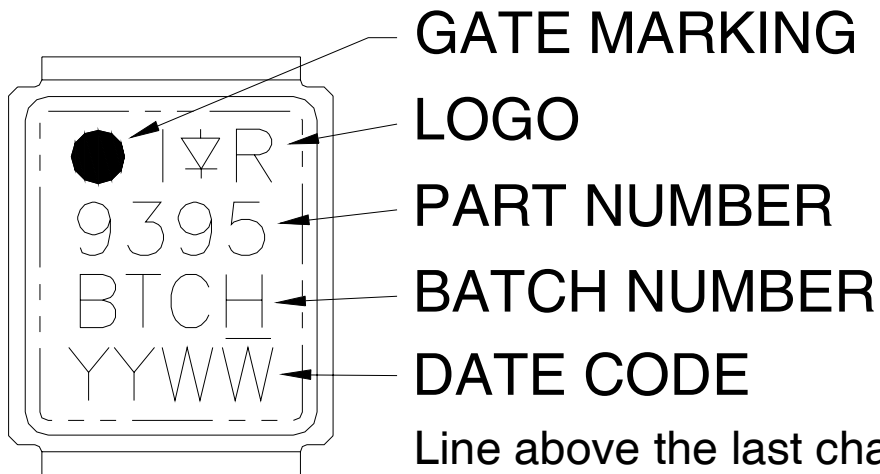 GATE MARKING
I R
LOGO
9395
PART NUMBER
BTCH
BATCH NUMBER
YYWW
DATE CODE
Line above the last cha